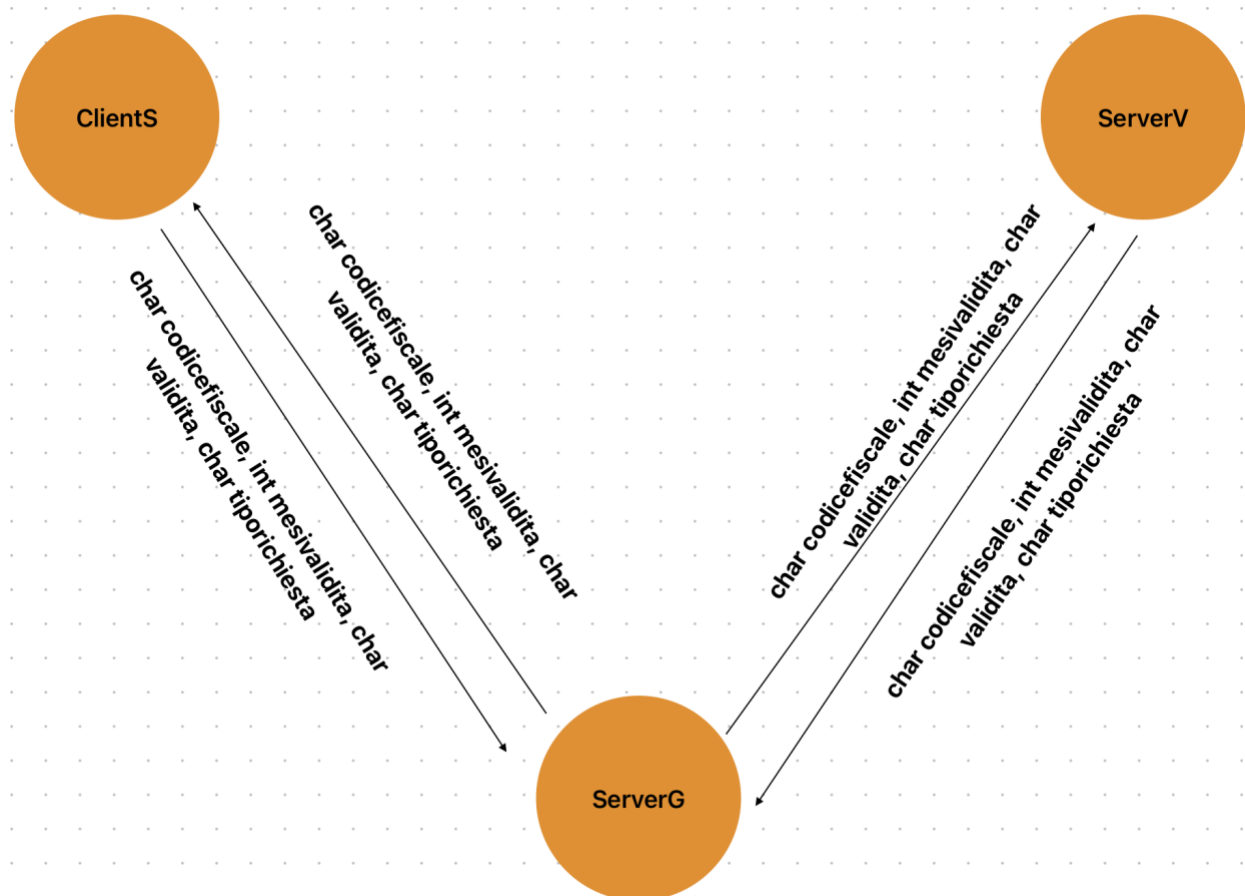 ClientS
ServerV
char codicefiscale, int mesivalidita, char
validita, char tiporichiesta
char codicefiscale, int mesivalidita, char
validita, char tiporichiesta
char codicefiscale, int mesivalidita, char
validita, char tiporichiesta
char codicefiscale, int mesivalidita, char
validita, char tiporichiesta
ServerG